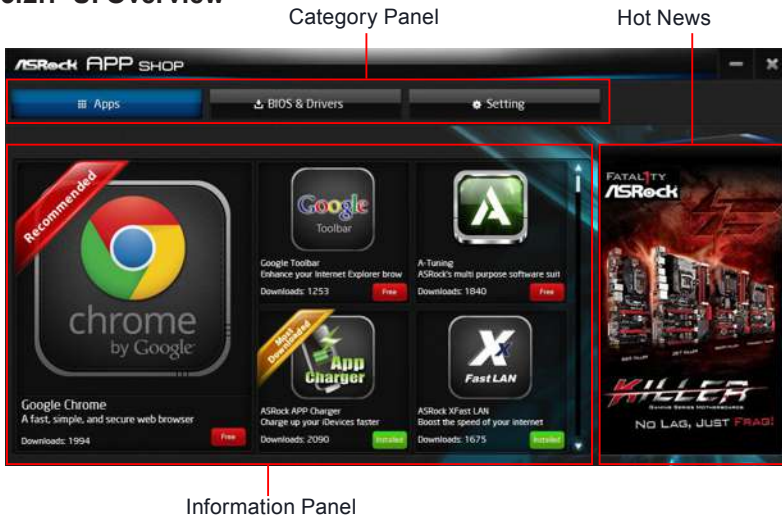 UI Overview
Category Panel
Hot News
ASRock APP SHOP
Apps
BIOS & Drivers
Setting
Recommended
chrome
by Google
Google Chrome
A fast, simple, and secure web browser
Downloads: 1994
Free
Google
Toolbar
Google Toolbar
Enhance your Internet Explorer brow
Downloads: 1253
Free
A
A-Tuning
ASRock's multi purpose software suit
Downloads: 1840
Free
Most
Downloaded
App
Charger
ASRock APP Charger
Charge up your iDevices faster
Downloads: 2090
Installed
X
Fast LAN
ASRock XFast LAN
Boost the speed of your internet
Downloads: 1675
Installed
FATAL1TY
ASRock
KILLER
GAMING SERIES MOTHERBOARDS
NO LAG, JUST FRAG!
Information Panel